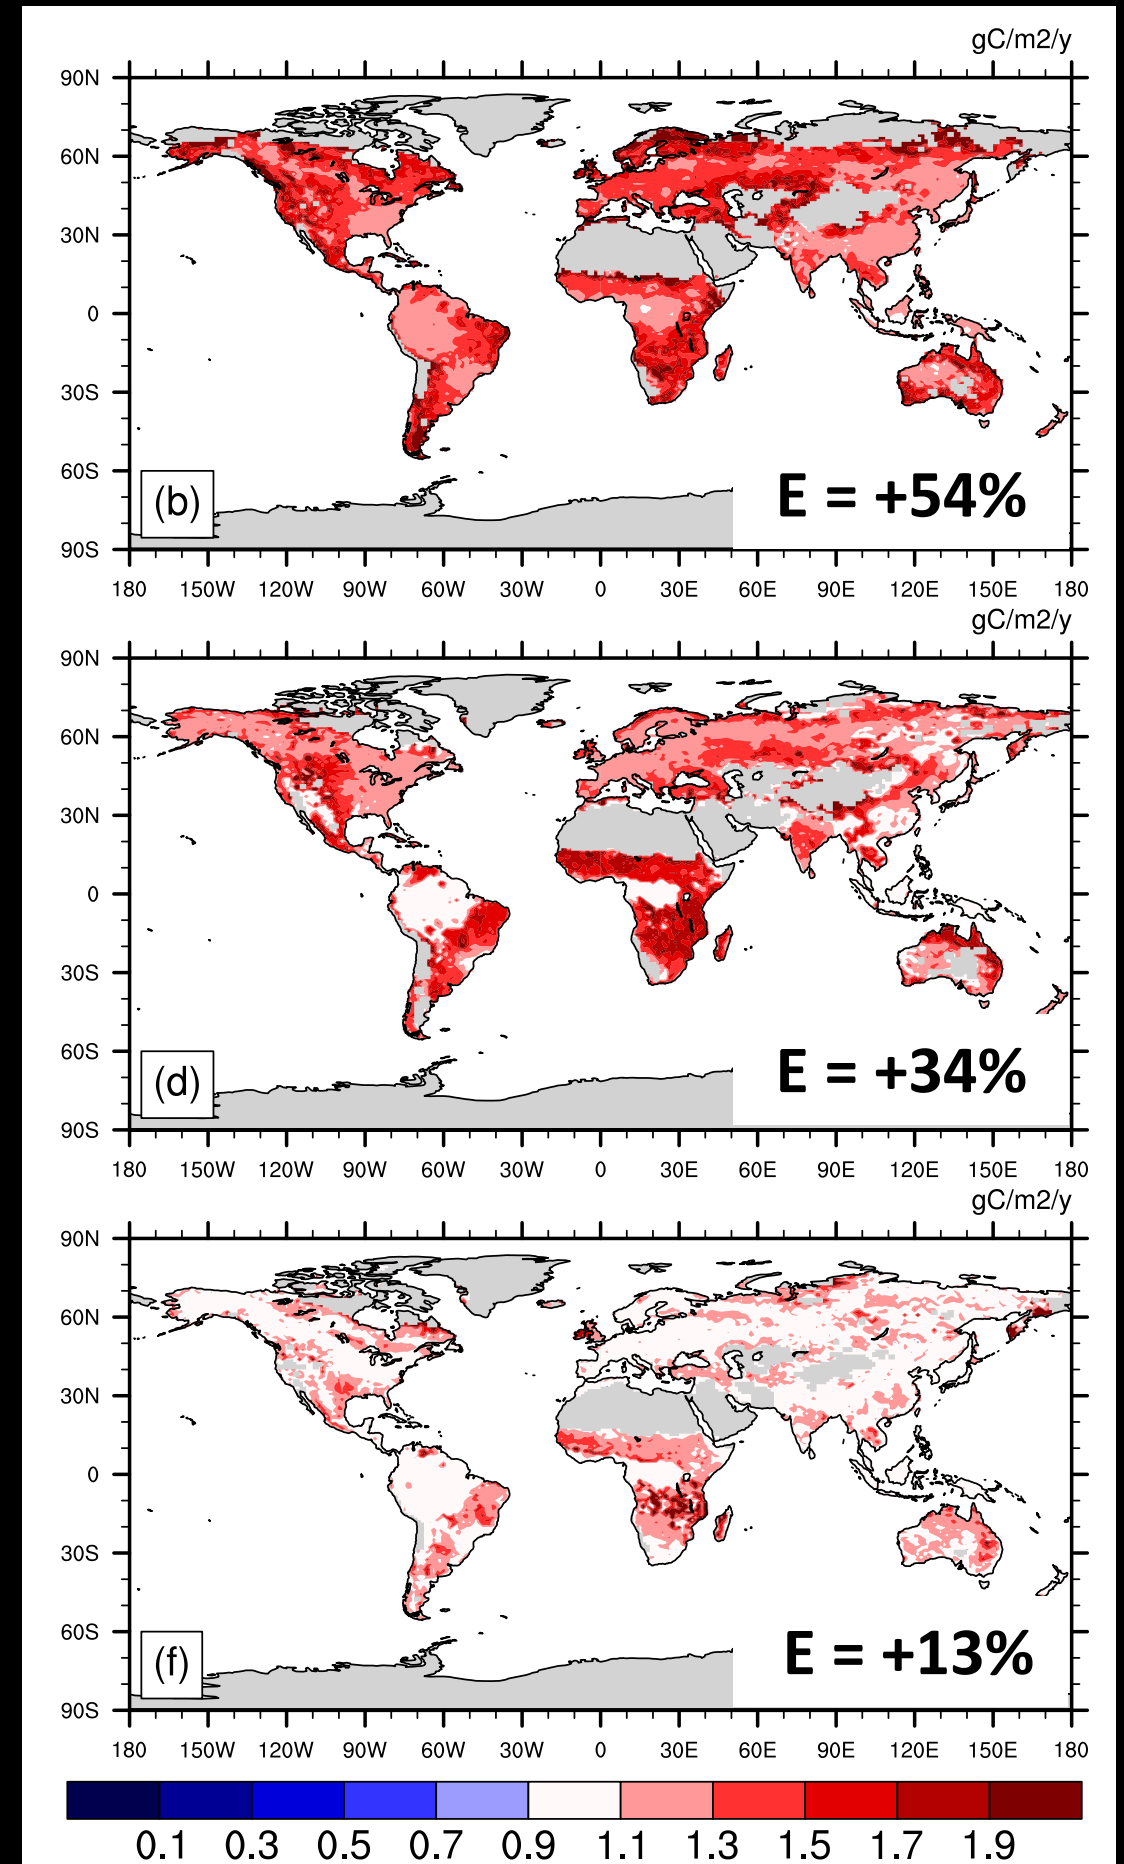 gC/m2/y
90N
60N
30N
0
30S
60S
90S
(b)
E = +54%
180 150W 120W 90W 60W 30W 0 30E 60E 90E 120E 150E 180
gC/m2/y
90N
60N
30N
0
30S
60S
90S
(d)
E = +34%
180 150W 120W 90W 60W 30W 0 30E 60E 90E 120E 150E 180
gC/m2/y
90N
60N
30N
0
30S
60S
90S
(f)
E = +13%
180 150W 120W 90W 60W 30W 0 30E 60E 90E 120E 150E 180
0.1 0.3 0.5 0.7 0.9 1.1 1.3 1.5 1.7 1.9